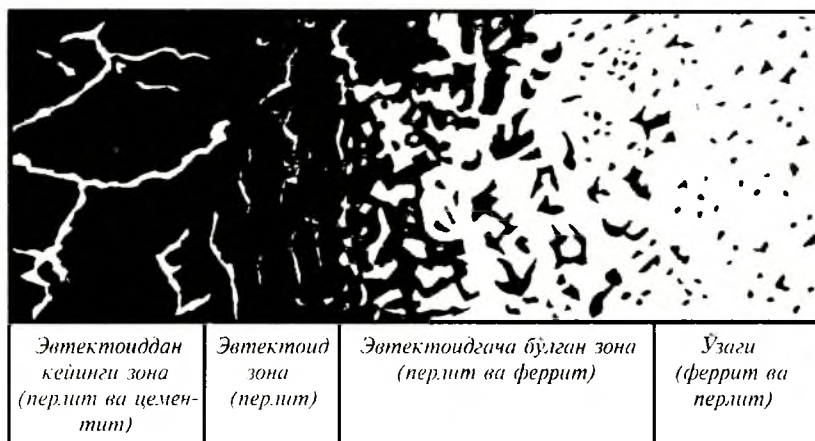 Эвтектоиддан
кейинги зона
(перлит ва цемен-
тит)
Эвтектоид
зона
(перлит)
Эвтектоидгача бўлган зона
(перлит ва феррит)
Ўзаги
(феррит ва
перлит)